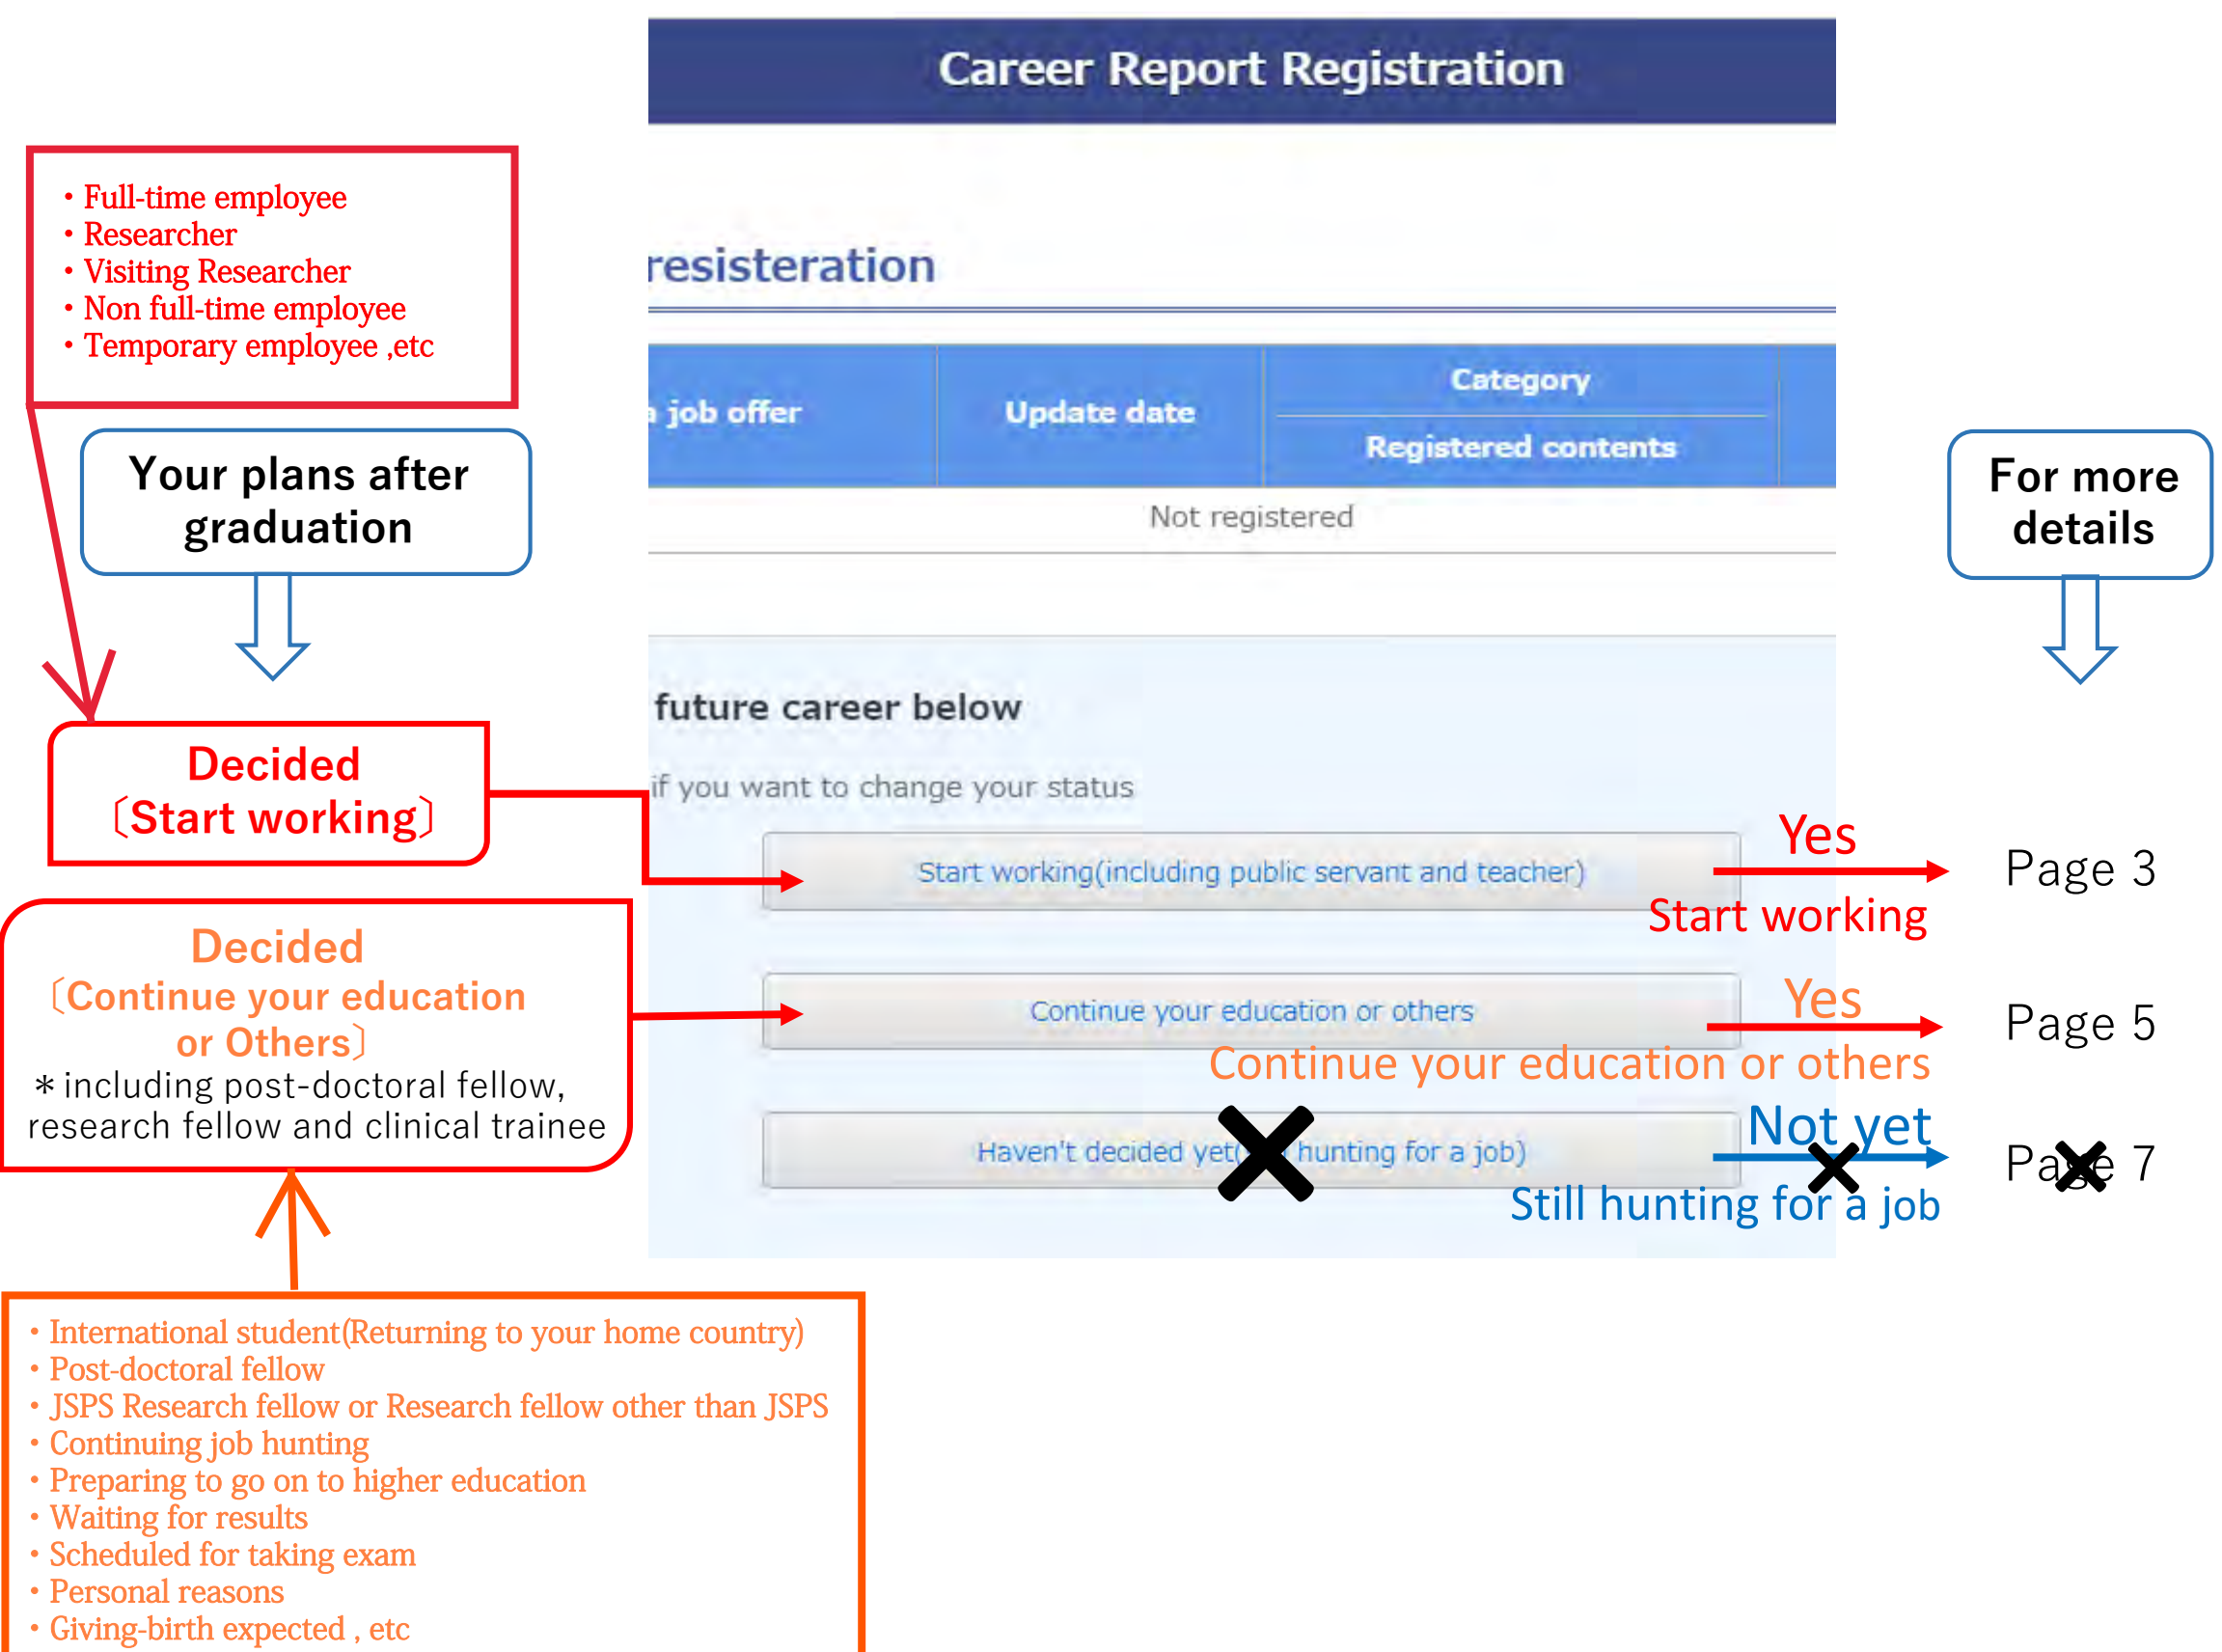 Career Report Registration
・Full-time employee
・Researcher
・Visiting Researcher
・Non full-time employee
・Temporary employee ,etc
resisteration
job offer
Update date
Category
Registered contents
Not registered
Your plans after
graduation
For more
details
future career below
if you want to change your status
Decided
〔Start working〕
Start working(including public servant and teacher)
Yes
Start working
Page 3
Decided
〔Continue your education
or Others〕
＊including post-doctoral fellow,
research fellow and clinical trainee
Continue your education or others
Yes
Continue your education or others
Page 5
Haven't decided yet( hunting for a job)
Not yet
Still hunting for a job
Page 7
・International student(Returning to your home country)
・Post-doctoral fellow
・JSPS Research fellow or Research fellow other than JSPS
・Continuing job hunting
・Preparing to go on to higher education
・Waiting for results
・Scheduled for taking exam
・Personal reasons
・Giving-birth expected , etc